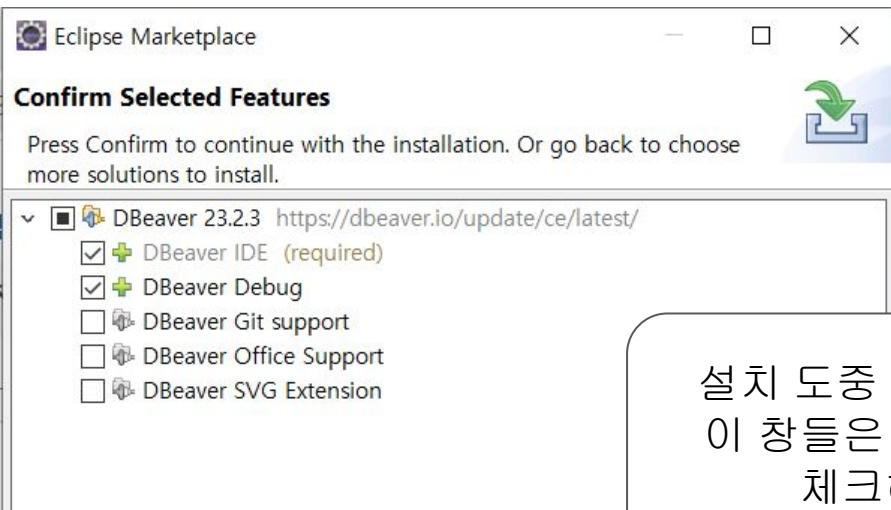 Eclipse Marketplace
Confirm Selected Features
Press Confirm to continue with the installation. Or go back to choose
more solutions to install.
DBeaver 23.2.3 https://dbeaver.io/update/ce/latest/
DBeaver IDE (required)
DBeaver Debug
DBeaver Git support
DBeaver Office Support
DBeaver SVG Extension
설치 도중
이 창들은